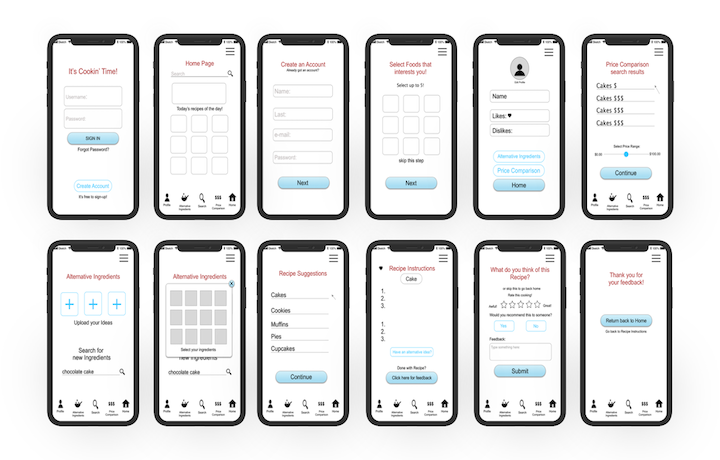 It's Cookin' Time!
Username:
Password:
SIGN IN
Forgot Password?
Create Account
It's free to sign-up!
Home Page
Search
Today's recipes of the day!
Profile
Alternative
Ingredients
Search
Price
Comparison
Home
Create an Account
Already got an account?
Name:
Last:
e-mail:
Password:
Next
Select Foods that
interests you!
Select up to 5!
skip this step
Next
Name
Likes: ♥
Dislikes:
Alternative Ingredients
Price Comparison
Home
Price Comparison
search results
Cakes $
Cakes $$$
Cakes $$$
Cakes $$$
Select Price Range:
Continue
Profile
Alternative
Ingredients
Search
Price
Comparison
Home
Alternative Ingredients
Upload your Ideas
Search for
new Ingredients
chocolate cake
Profile
Alternative
Ingredients
Search
Price
Comparison
Home
Alternative Ingredients
X
Select your ingredients
new Ingredients
chocolate cake
Profile
Alternative
Ingredients
Search
Price
Comparison
Home
Recipe Suggestions
Cakes
Cookies
Muffins
Pies
Cupcakes
Continue
Profile
Alternative
Ingredients
Search
Price
Comparison
Home
Recipe Instructions
Cake
1.
2.
3.
1.
2.
3.
Have an alternative idea?
Done with Recipe?
Click here for feedback
Profile
Alternative
Ingredients
Search
Price
Comparison
Home
What do you think of this
Recipe?
or skip this to go back home
Rate the cooking!
Awful!
Great!
Would you recommend this to someone?
Yes
No
Feedback:
Type something here
Submit
Profile
Alternative
Ingredients
Search
Price
Comparison
Home
Thank you for
your feedback!
Return back to Home
Go back to Recipe Instructions
Profile
Alternative
Ingredients
Search
Price
Comparison
Home